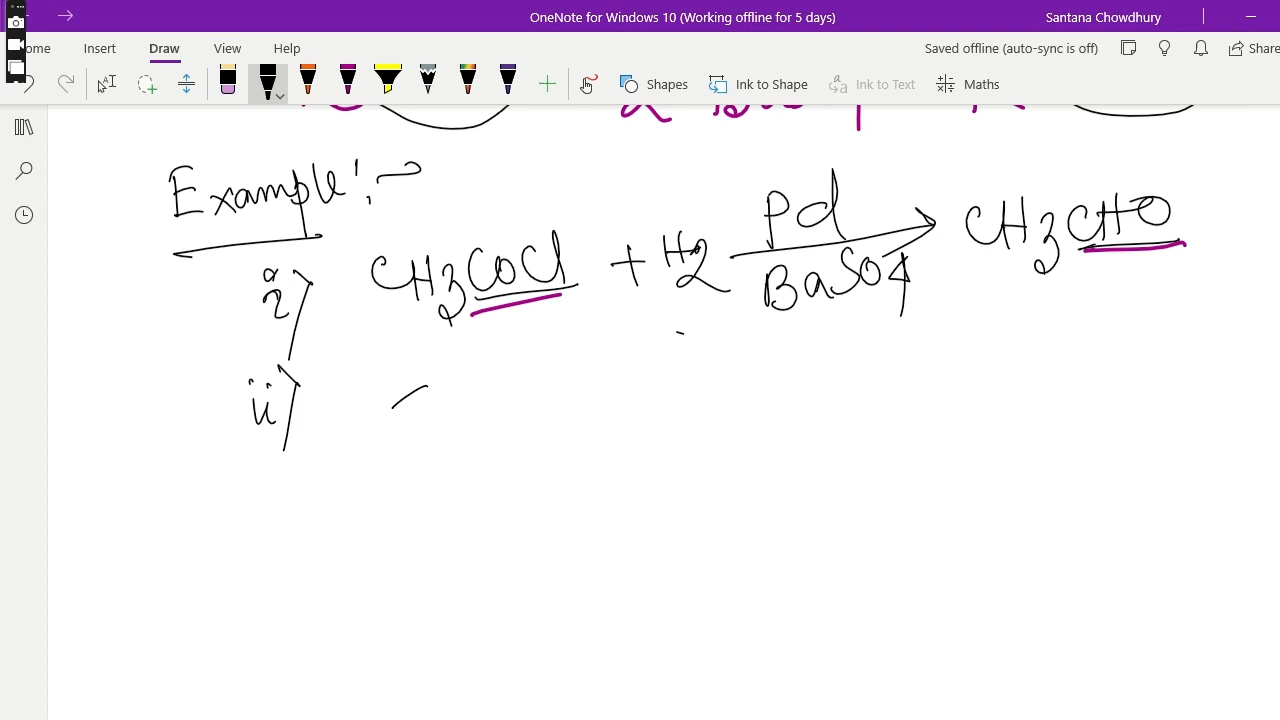 OneNote for Windows 10 (Working offline for 5 days)
Santana Chowdhury
ome Insert Draw View Help
Saved offline (auto-sync is off)
Share
Shapes Ink to Shape Ink to Text Maths
Example:→
i) CH3COCl + H2 Pd BaSO4 → CH3CHO
ii)